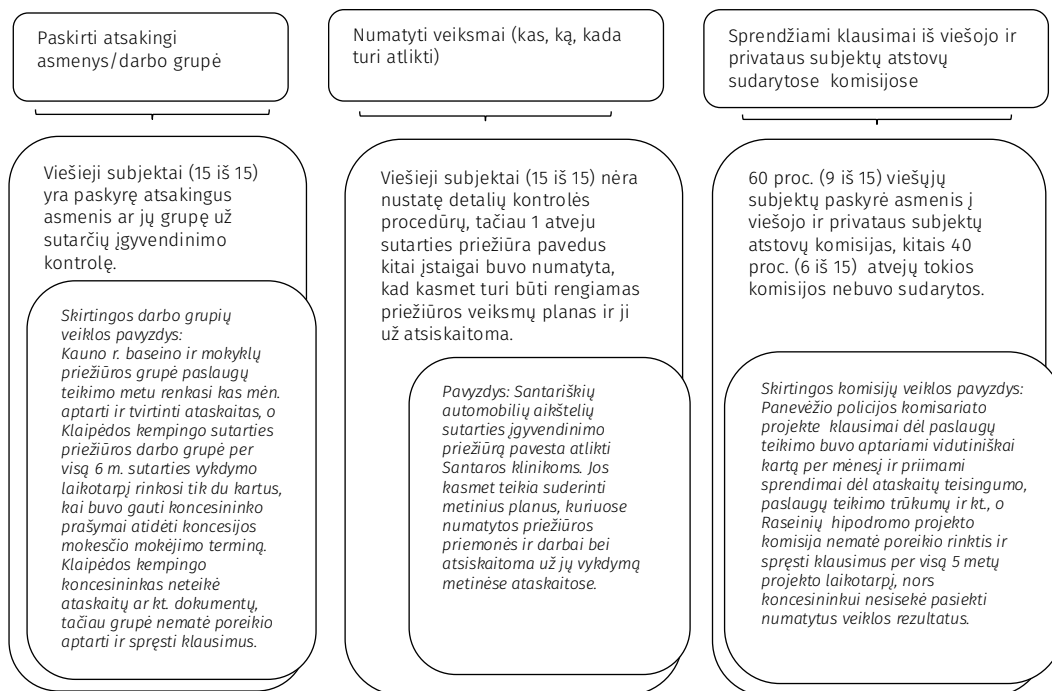 Paskirti atsakingi
asmenys/darbo grupė
Viešieji subjektai (15 iš 15)
yra paskyrę atsakingus
asmenis ar jų grupę už
sutarčių įgyvendinimo
kontrolę.
Skirtingos darbo grupių
veiklos pavyzdys:
Kauno r. baseino ir mokyklų
priežiūros grupė paslaugų
teikimo metu renkasi kas mėn.
aptarti ir tvirtinti ataskaitas, o
Klaipėdos kempingo sutarties
priežiūros darbo grupė per
visą 6 m. sutarties vykdymo
laikotarpį rinkosi tik du kartus,
kai buvo gauti koncesininko
prašymai atidėti koncesijos
mokesčio mokėjimo terminą.
Klaipėdos kempingo
koncesininkas neteikė
ataskaitų ar kt. dokumentų,
tačiau grupė nematė poreikio
aptarti ir spręsti klausimus.
Numatyti veiksmai (kas, ką, kada
turi atlikti)
Viešieji subjektai (15 iš 15) nėra
nustatę detalių kontrolės
procedūrų, tačiau 1 atveju
sutarties priežiūra pavedus
kitai įstaigai buvo numatyta,
kad kasmet turi būti rengiamas
priežiūros veiksmų planas ir ji
už atsiskaitoma.
Pavyzdys: Santariškių
automobilių aikštelių
sutarties įgyvendinimo
priežiūrą pavesta atlikti
Santaros klinikoms. Jos
kasmet teikia suderinti
metinius planus, kuriuose
numatytos priežiūros
priemonės ir darbai bei
atsiskaitoma už jų vykdymą
metinėse ataskaitose.
Sprendžiami klausimai iš viešojo ir
privataus subjektų atstovų
sudarytose komisijose
60 proc. (9 iš 15) viešųjų
subjektų paskyrė asmenis į
viešojo ir privataus subjektų
atstovų komisijas, kitais 40
proc. (6 iš 15) atvejų tokios
komisijos nebuvo sudarytos.
Skirtingos komisijų veiklos pavyzdys:
Panevėžio policijos komisariato
projekte klausimai dėl paslaugų
teikimo buvo aptariami vidutiniškai
kartą per mėnesį ir priimami
sprendimai dėl ataskaitų teisingumo,
paslaugų teikimo trūkumų ir kt., o
Raseinių hipodromo projekto
komisija nematė poreikio rinktis ir
spręsti klausimus per visą 5 metų
projekto laikotarpį, nors
koncesininkui nesisekė pasiekti
numatytus veiklos rezultatus.